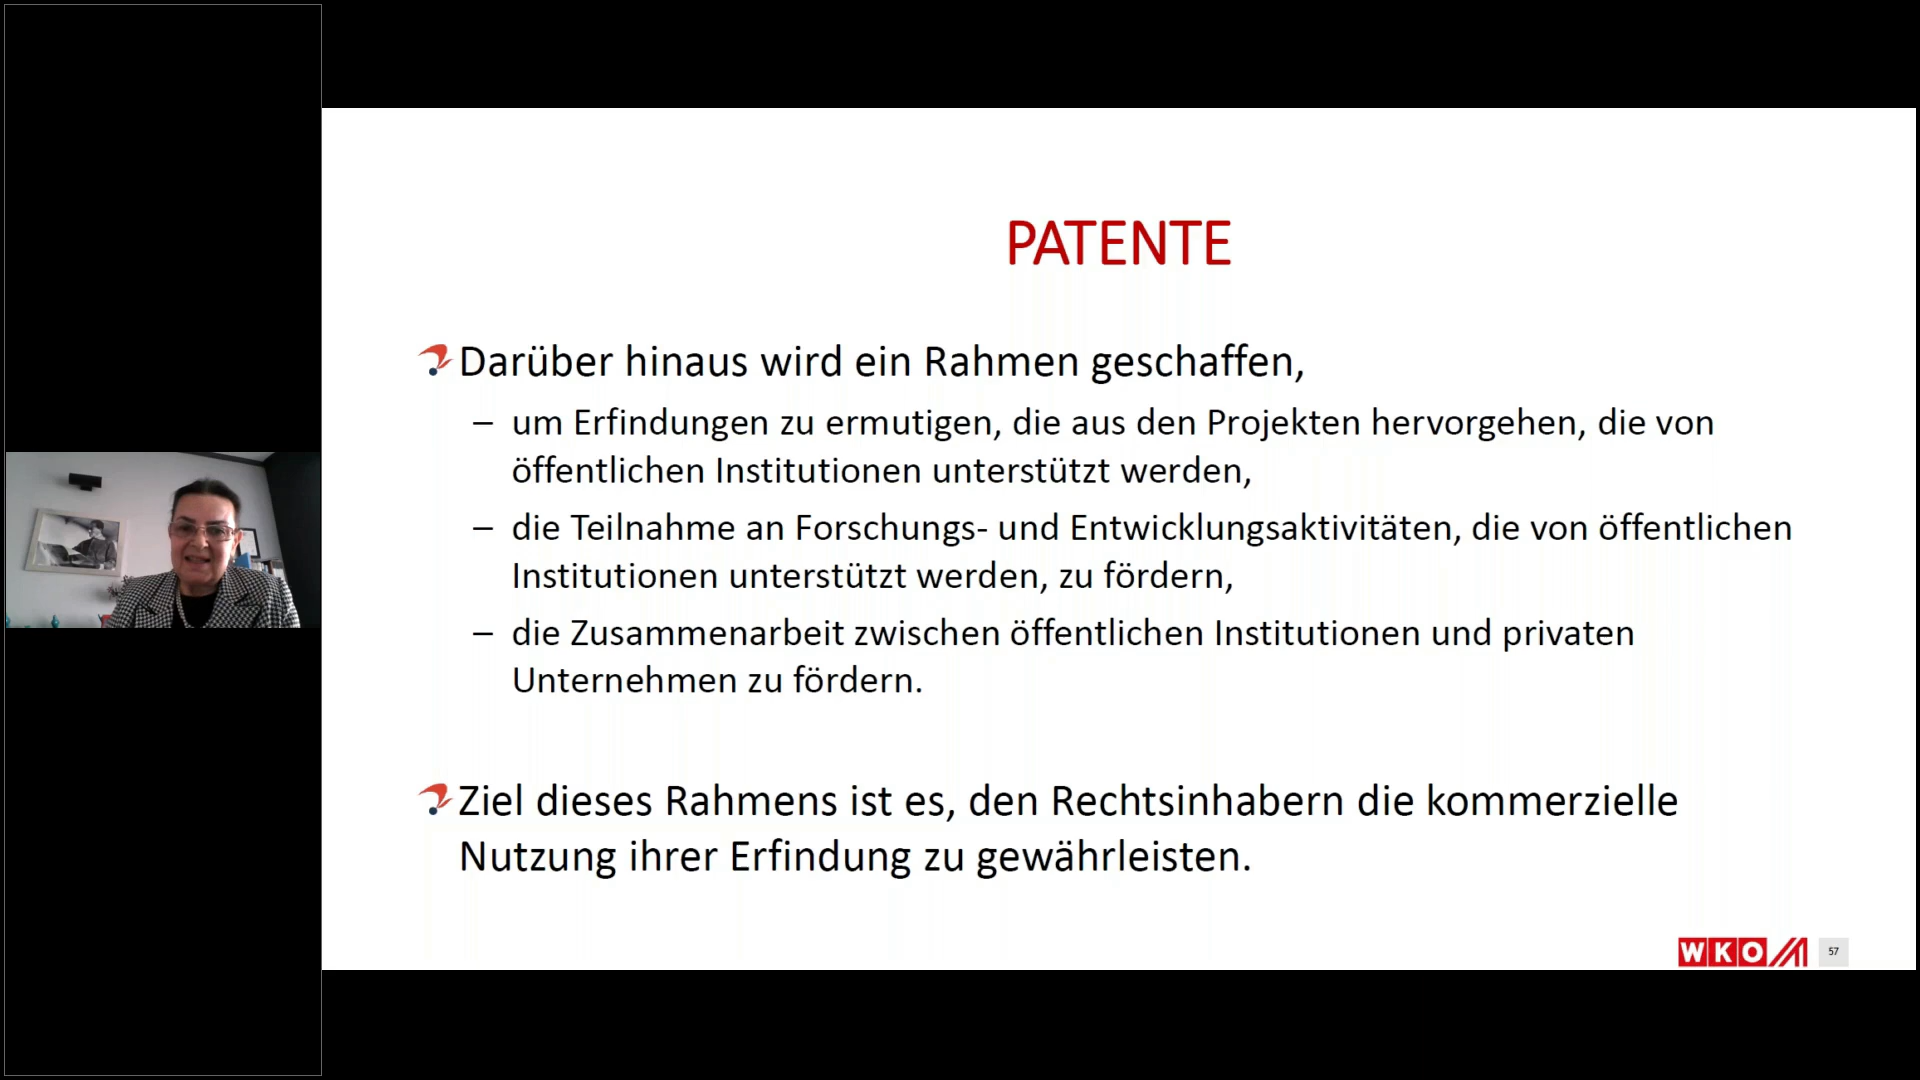 PATENTE
Darüber hinaus wird ein Rahmen geschaffen,
– um Erfindungen zu ermutigen, die aus den Projekten hervorgehen, die von
öffentlichen Institutionen unterstützt werden,
– die Teilnahme an Forschungs- und Entwicklungsaktivitäten, die von öffentlichen
Institutionen unterstützt werden, zu fördern,
– die Zusammenarbeit zwischen öffentlichen Institutionen und privaten
Unternehmen zu fördern.
Ziel dieses Rahmens ist es, den Rechtsinhabern die kommerzielle
Nutzung ihrer Erfindung zu gewährleisten.
WKO 57